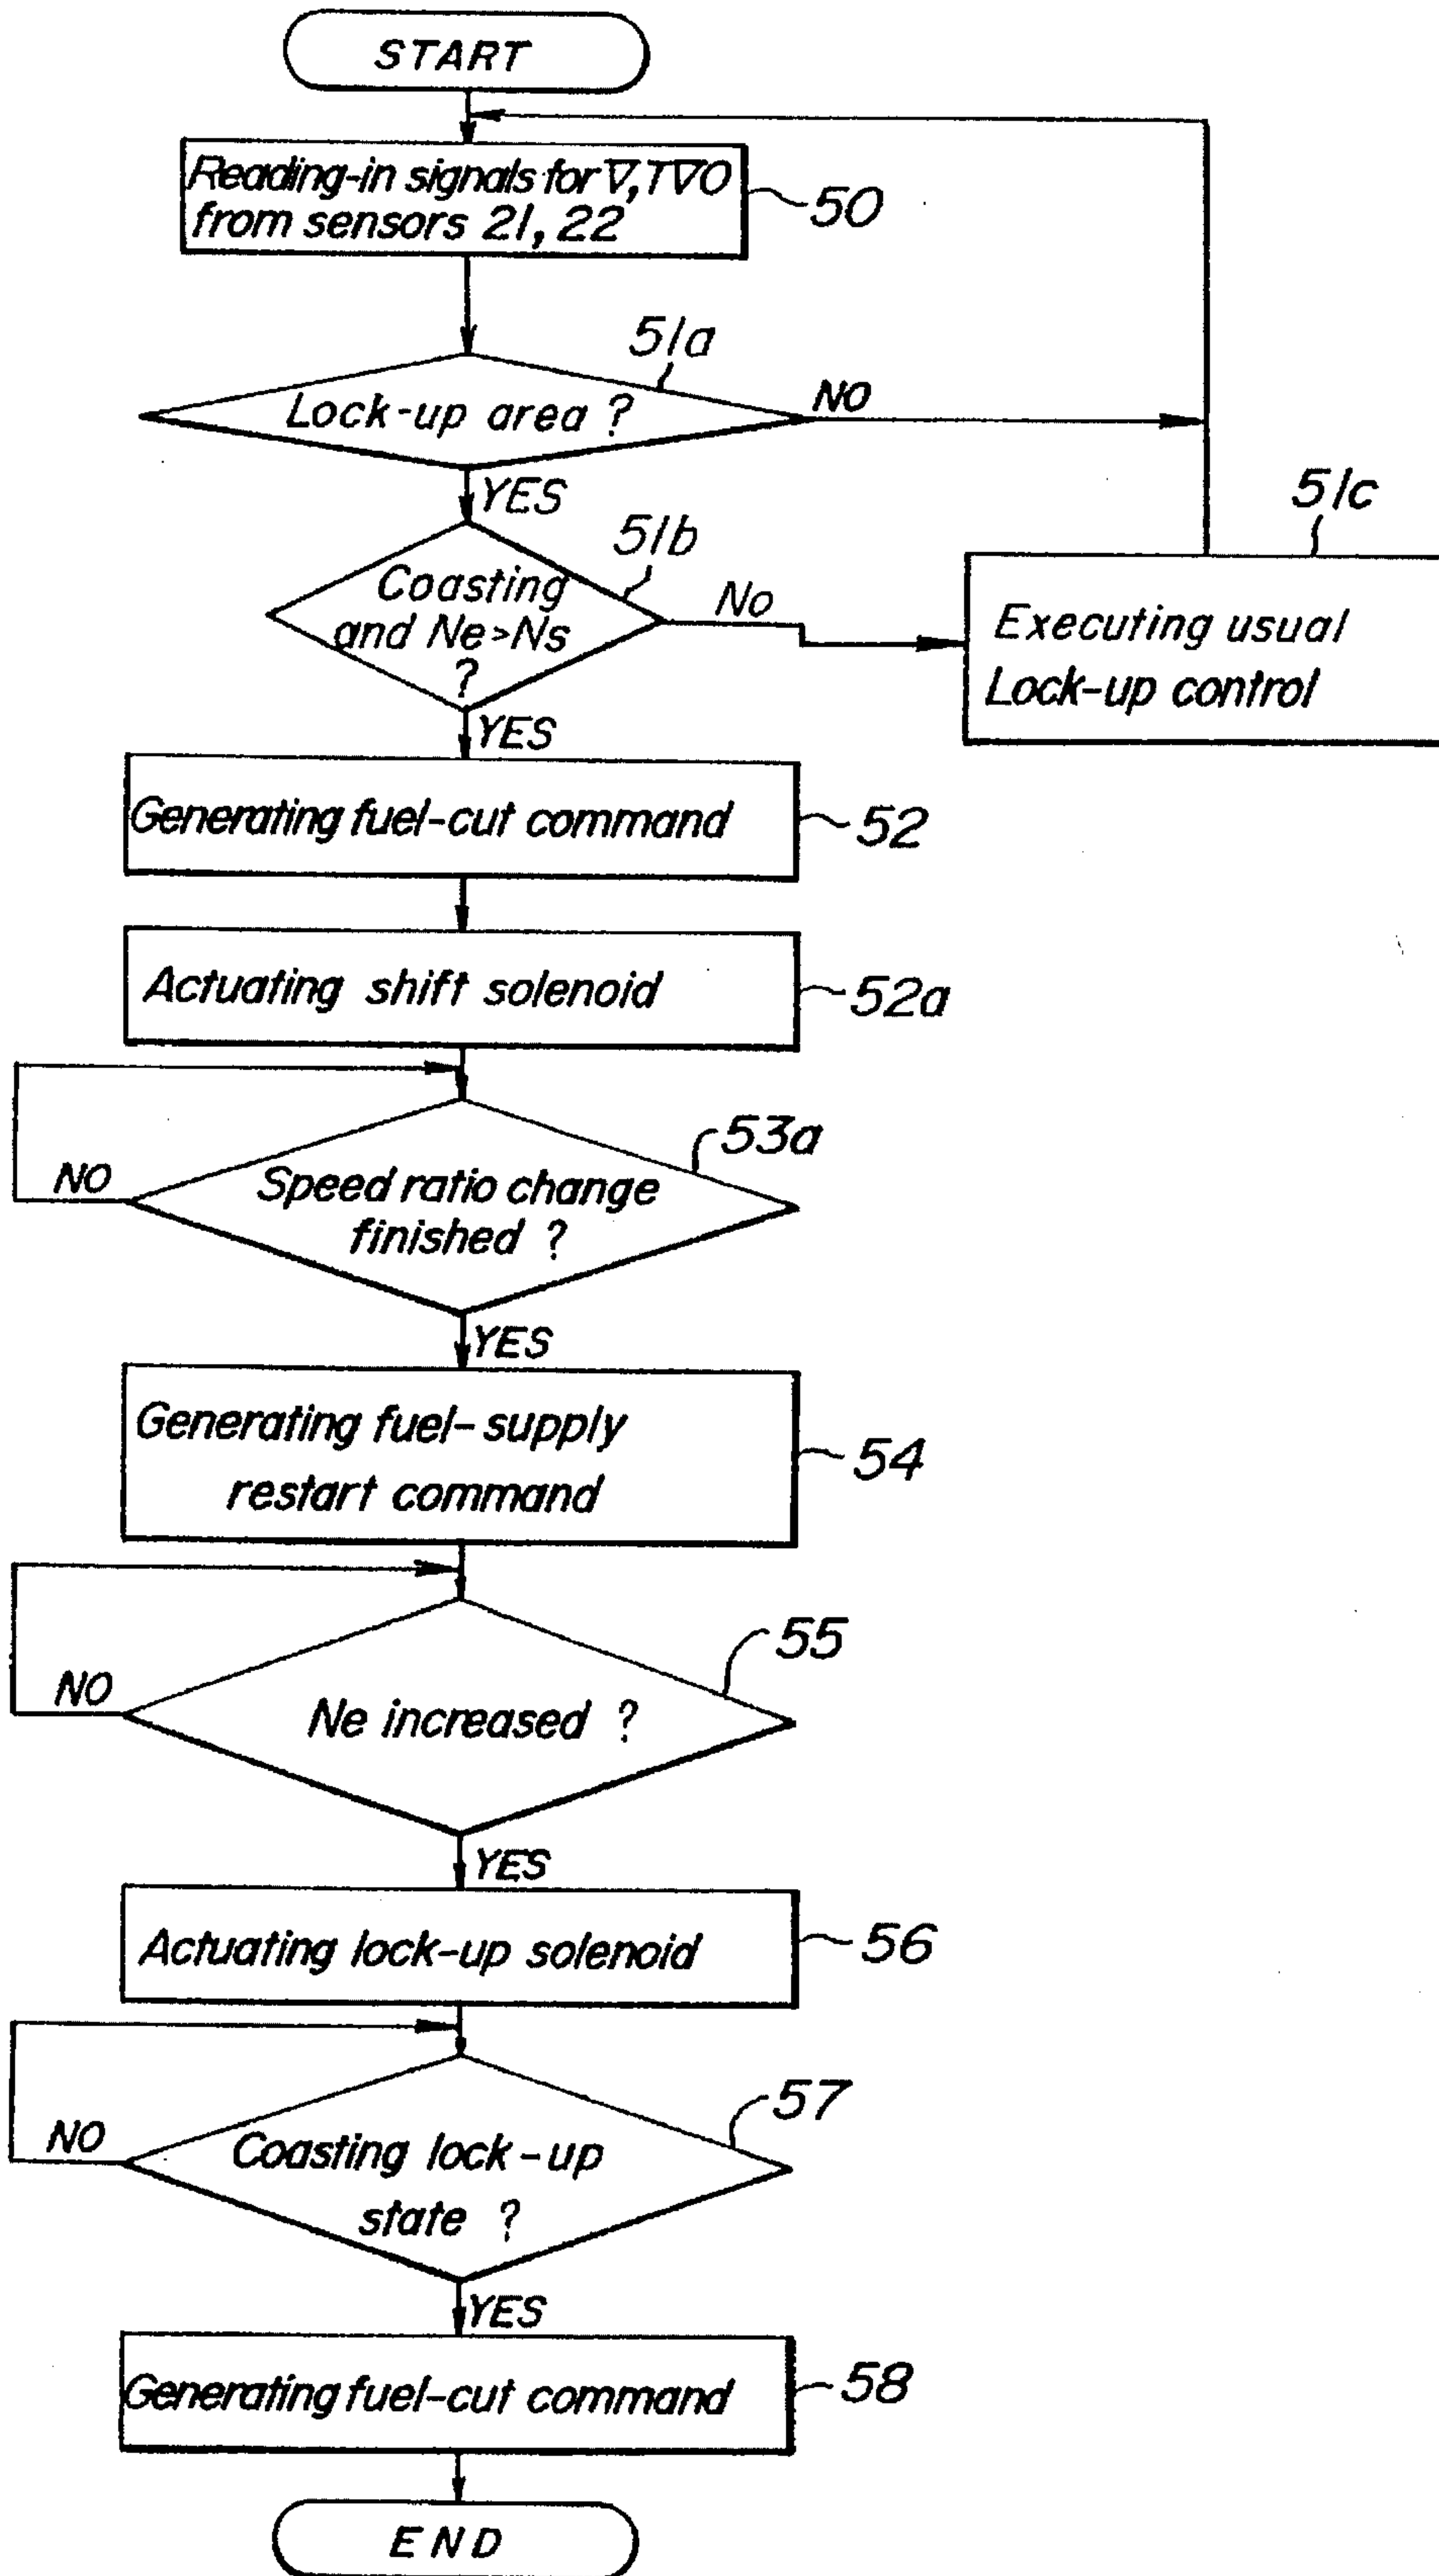 START
Reading-in signals for ∇, T∇O
from sensors 21, 22
50
51a
Lock-up area ?
NO
YES
51b
Coasting
and Ne>Ns
?
No
51c
Executing usual
Lock-up control
YES
Generating fuel-cut command
52
Actuating shift solenoid
52a
53a
Speed ratio change
finished ?
NO
YES
Generating fuel-supply
restart command
54
55
Ne increased ?
NO
YES
Actuating lock-up solenoid
56
57
Coasting lock-up
state ?
NO
YES
Generating fuel-cut command
58
END